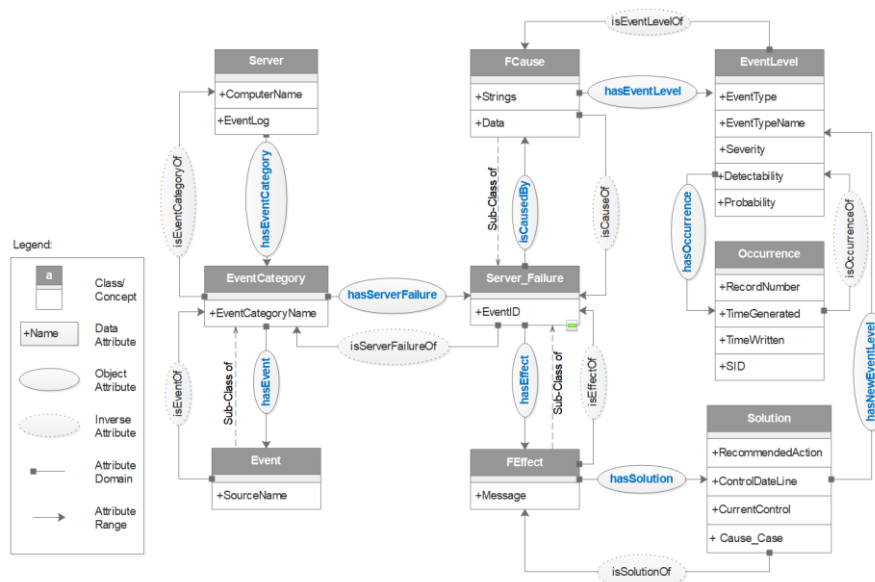 isEventLevelOf
Server
+ComputerName
+EventLog
FCause
+Strings
+Data
hasEventLevel
EventLevel
+EventType
+EventTypeName
+Severity
+Detectability
+Probability
isEventCategoryOf
hasEventCategory
Sub-Class of
isCausedBy
isCauseOf
hasOccurrence
isOccurrenceOf
Legend:
a
Class/
Concept
+Name
Data
Attribute
Object
Attribute
Inverse
Attribute
Attribute
Domain
Attribute
Range
EventCategory
+EventCategoryName
hasServerFailure
Server_Failure
+EventID
Occurrence
+RecordNumber
+TimeGenerated
+TimeWritten
+SID
isServerFailureOf
hasNewEventLevel
isEventOf
Sub-Class of
hasEvent
hasEffect
Sub-Class of
isEffectOf
Event
+SourceName
FEffect
+Message
hasSolution
Solution
+RecommendedAction
+ControlDateLine
+CurrentControl
+ Cause_Case
isSolutionOf